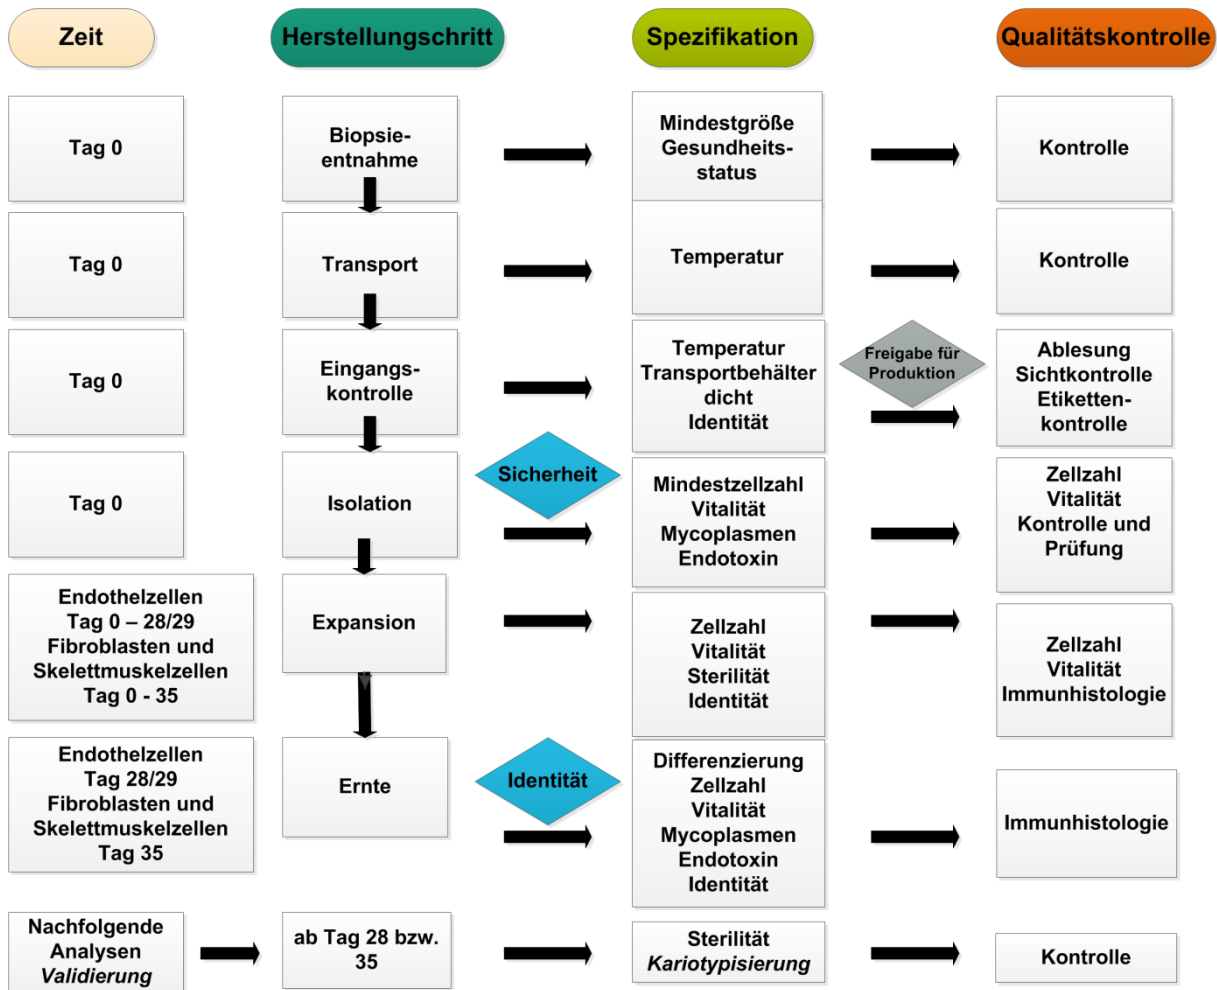 Zeit
Herstellungschritt
Spezifikation
Qualitätskontrolle
Tag 0
Biopsie-
entnahme
Mindestgröße
Gesundheits-
status
Kontrolle
Tag 0
Transport
Temperatur
Kontrolle
Tag 0
Eingangs-
kontrolle
Temperatur
Transportbehälter
dicht
Identität
Freigabe für
Produktion
Ablesung
Sichtkontrolle
Etiketten-
kontrolle
Tag 0
Isolation
Sicherheit
Mindestzellzahl
Vitalität
Mycoplasmen
Endotoxin
Zellzahl
Vitalität
Kontrolle und
Prüfung
Endothelzellen
Tag 0 – 28/29
Fibroblasten und
Skelettmuskelzellen
Tag 0 - 35
Expansion
Zellzahl
Vitalität
Sterilität
Identität
Zellzahl
Vitalität
Immunhistologie
Endothelzellen
Tag 28/29
Fibroblasten und
Skelettmuskelzellen
Tag 35
Ernte
Identität
Differenzierung
Zellzahl
Vitalität
Mycoplasmen
Endotoxin
Identität
Immunhistologie
Nachfolgende
Analysen
Validierung
ab Tag 28 bzw.
35
Sterilität
Kariotypisierung
Kontrolle